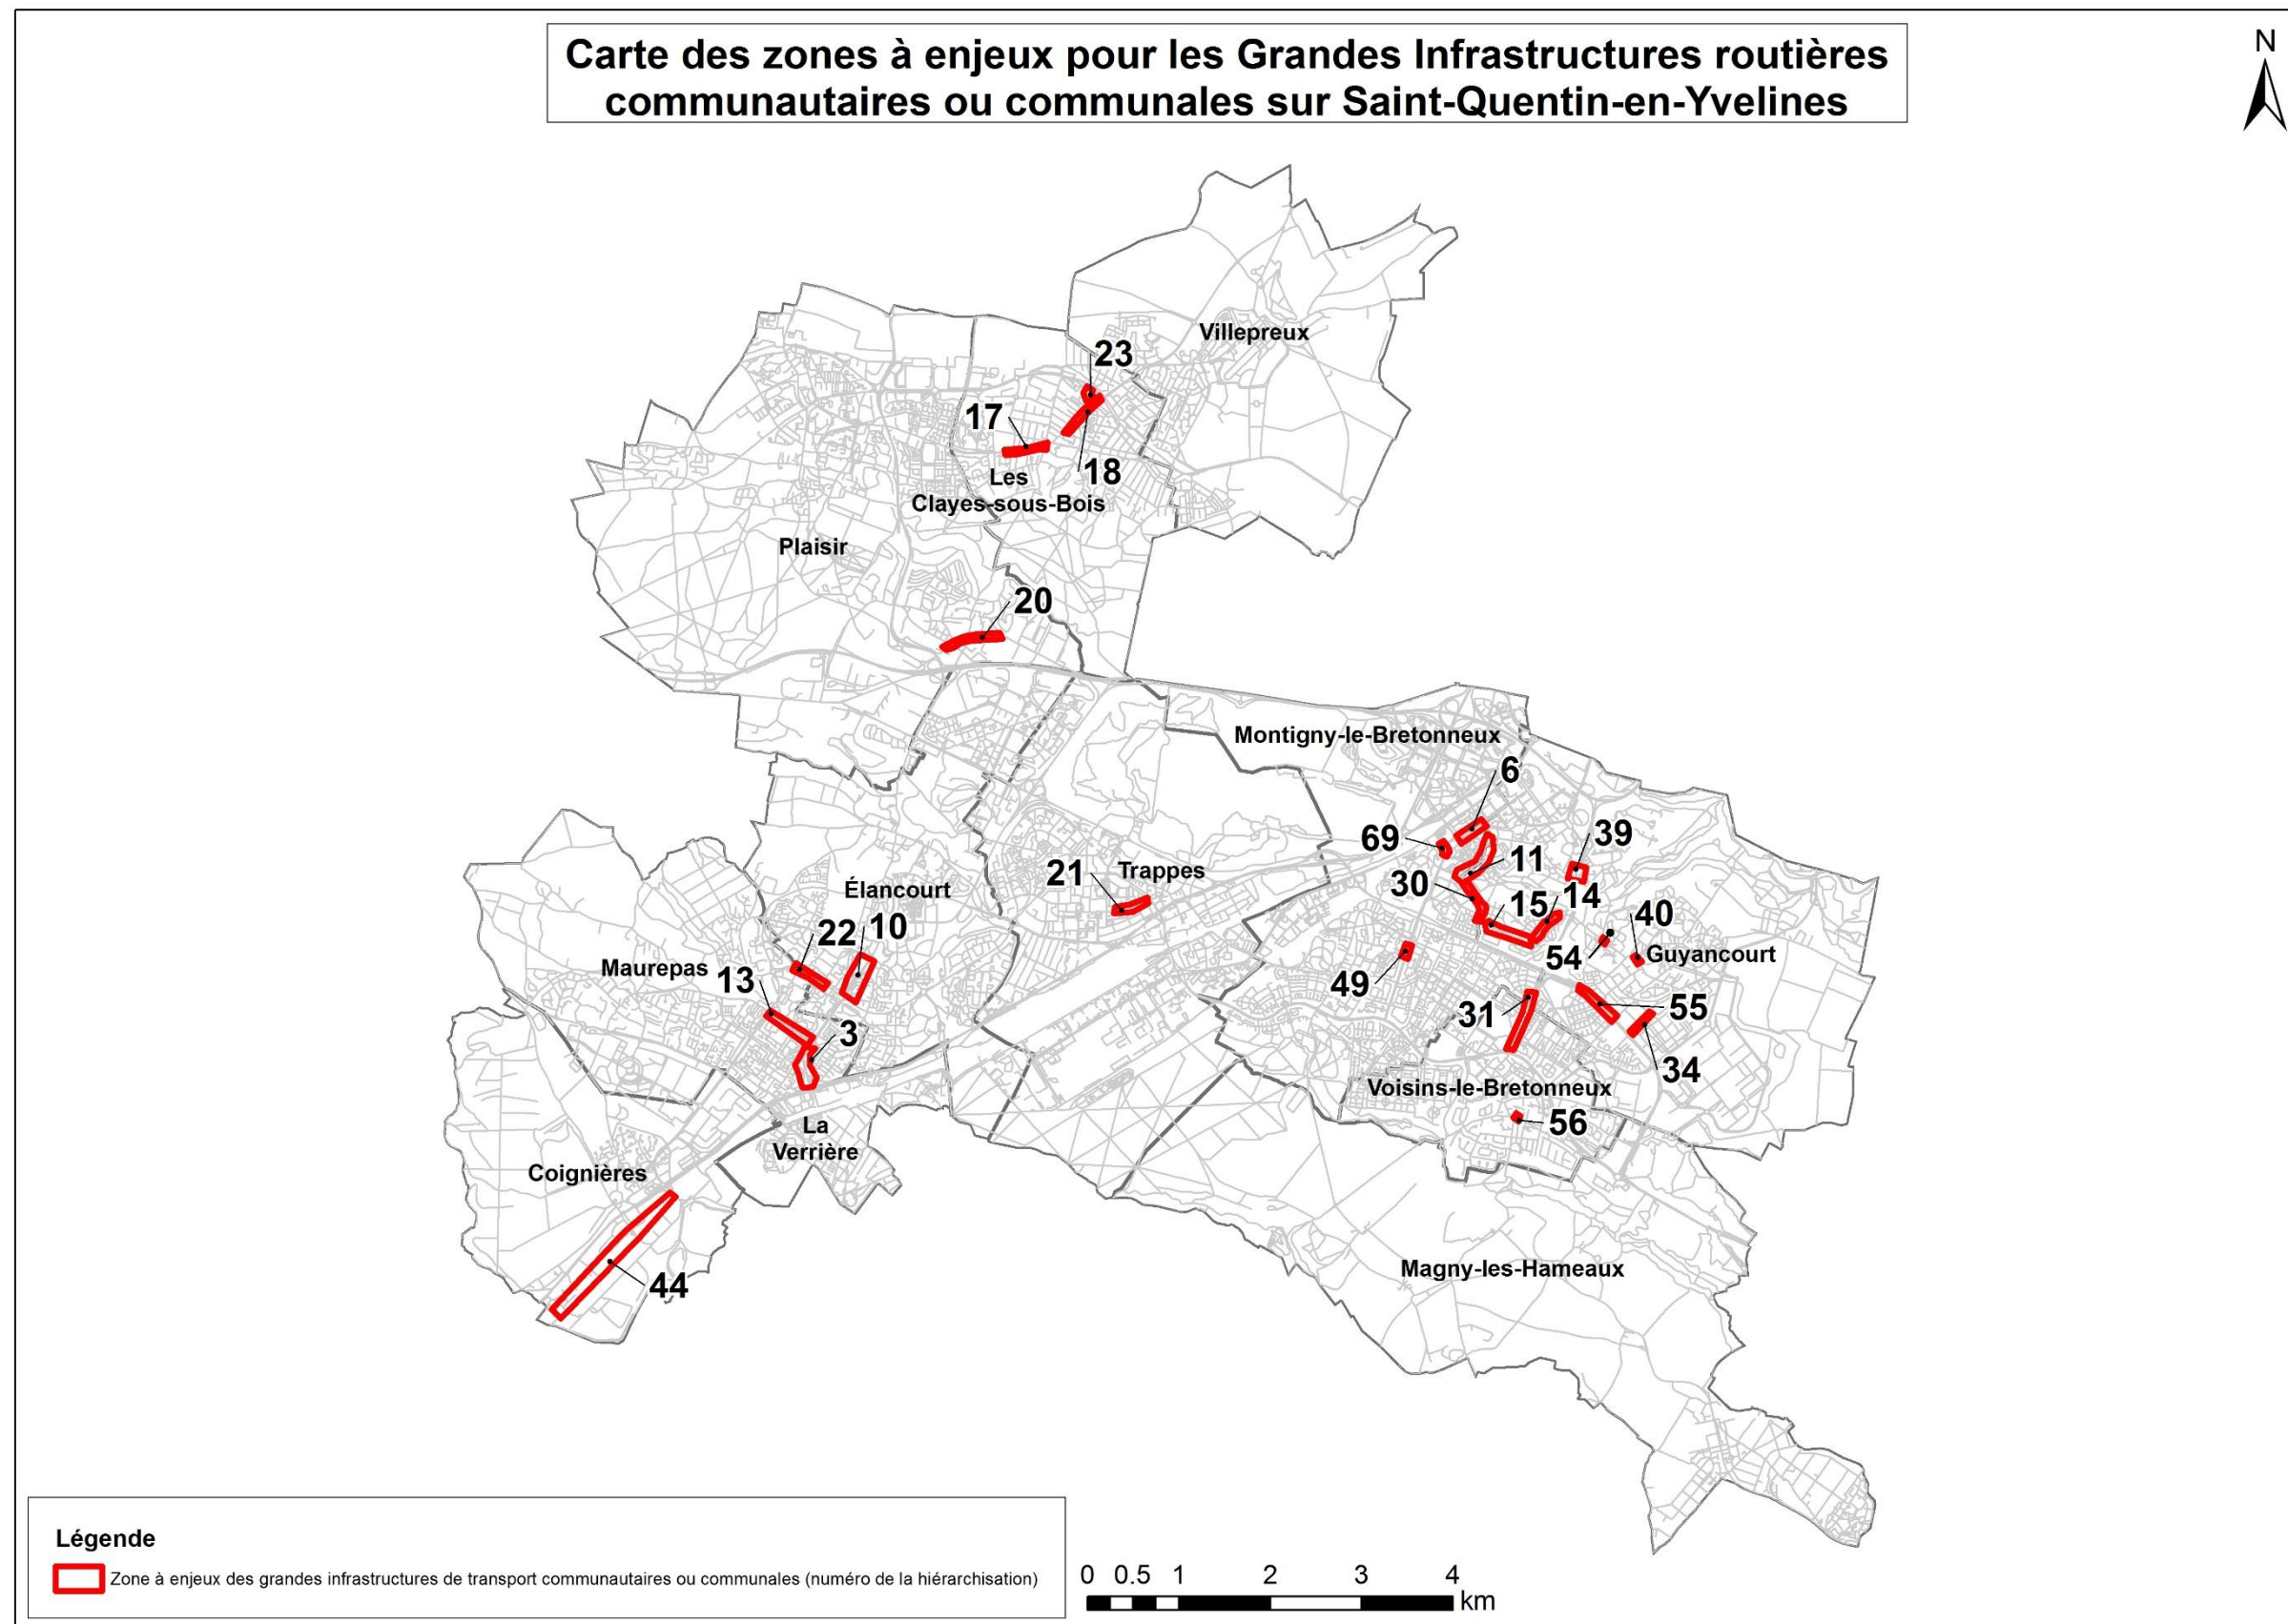 Carte des zones à enjeux pour les Grandes Infrastructures routières
communautaires ou communales sur Saint-Quentin-en-Yvelines
N
Villepreux
23
17
18
Les
Clayes-sous-Bois
Plaisir
20
Montigny-le-Bretonneux
6
69
39
11
21
Trappes
30
Élancourt
15
14
40
22
10
54
Guyancourt
Maurepas
13
49
55
31
3
34
Voisins-le-Bretonneux
56
La
Verrière
Coignières
44
Magny-les-Hameaux
Légende
Zone à enjeux des grandes infrastructures de transport communautaires ou communales (numéro de la hiérarchisation)
0 0.5 1 2 3 4
km